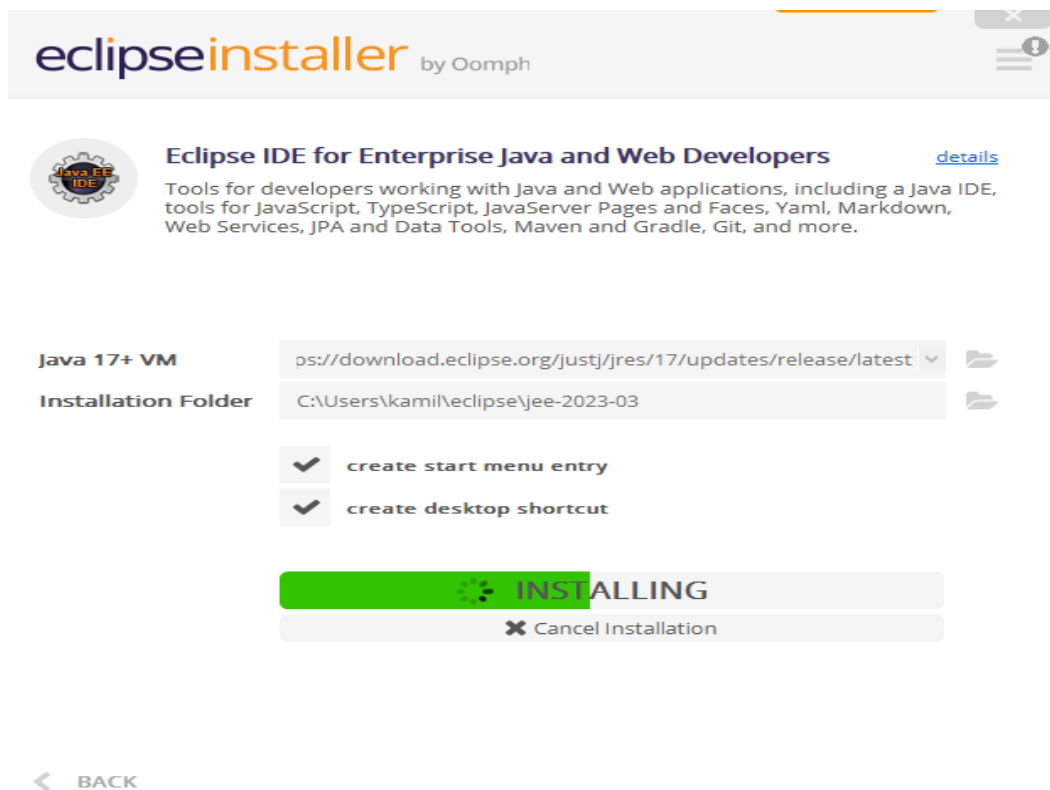 eclipseinstaller by Oomph
Java EE
IDE
Eclipse IDE for Enterprise Java and Web Developers details
Tools for developers working with Java and Web applications, including a Java IDE,
tools for JavaScript, TypeScript, JavaServer Pages and Faces, Yaml, Markdown,
Web Services, JPA and Data Tools, Maven and Gradle, Git, and more.
Java 17+ VM ps://download.eclipse.org/justj/jres/17/updates/release/latest
Installation Folder C:\Users\kamil\eclipse\jee-2023-03
create start menu entry
create desktop shortcut
INSTALLING
Cancel Installation
BACK